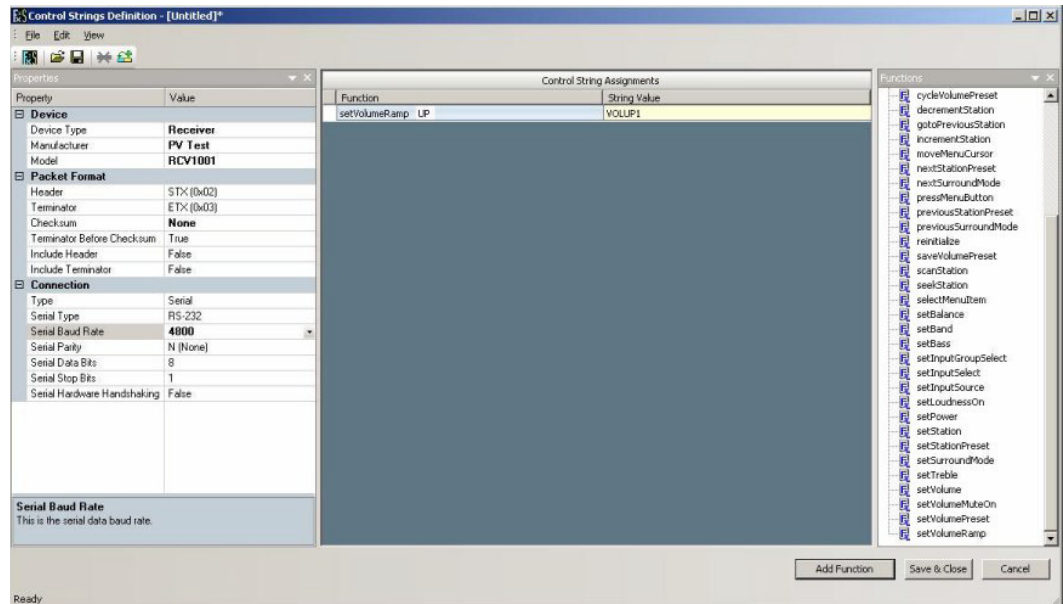 E&S Control Strings Definition - [Untitled]*
File Edit View
Properties
Property Value
Device
Device Type Receiver
Manufacturer PV Test
Model RCV1001
Packet Format
Header STX (0x02)
Terminator ETX (0x03)
Checksum None
Terminator Before Checksum True
Include Header False
Include Terminator False
Connection
Type Serial
Serial Type RS-232
Serial Baud Rate 4800
Serial Parity N (None)
Serial Data Bits 8
Serial Stop Bits 1
Serial Hardware Handshaking False
Serial Baud Rate
This is the serial data baud rate.
Control String Assignments
Function String Value
setVolumeRamp UP VOLUP1
Functions
cycleVolumePreset
decrementStation
gotoPreviousStation
incrementStation
moveMenuCursor
nextStationPreset
nextSurroundMode
pressMenuButton
previousStationPreset
previousSurroundMode
reinitialize
saveVolumePreset
scanStation
seekStation
selectMenuItem
setBalance
setBand
setBass
setInputGroupSelect
setInputSelect
setInputSource
setLoudnessOn
setPower
setStation
setStationPreset
setSurroundMode
setTreble
setVolume
setVolumeMuteOn
setVolumePreset
setVolumeRamp
Add Function Save & Close Cancel
Ready